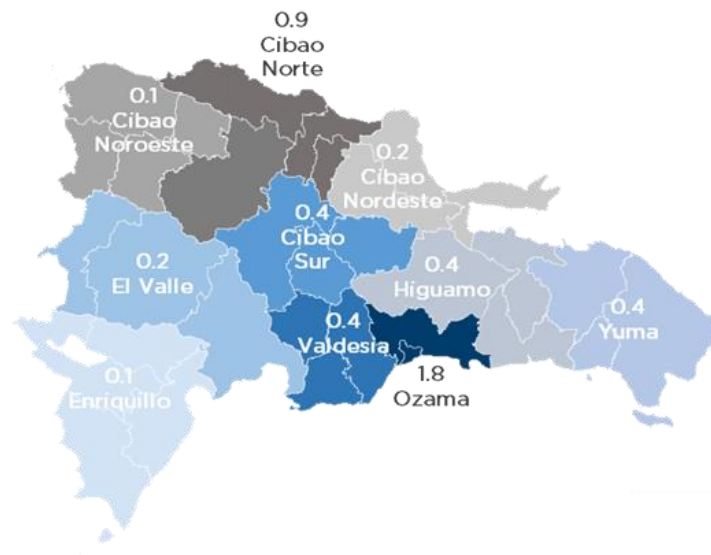 0.9
Cibao
Norte
0.1
Cibao
Noroeste
0.2
Cibao
Nordeste
0.4
Cibao
Sur
0.2
El Valle
0.4
Higuamo
0.4
Yuma
0.4
Valdesia
0.1
Enriquillo
1.8
Ozama